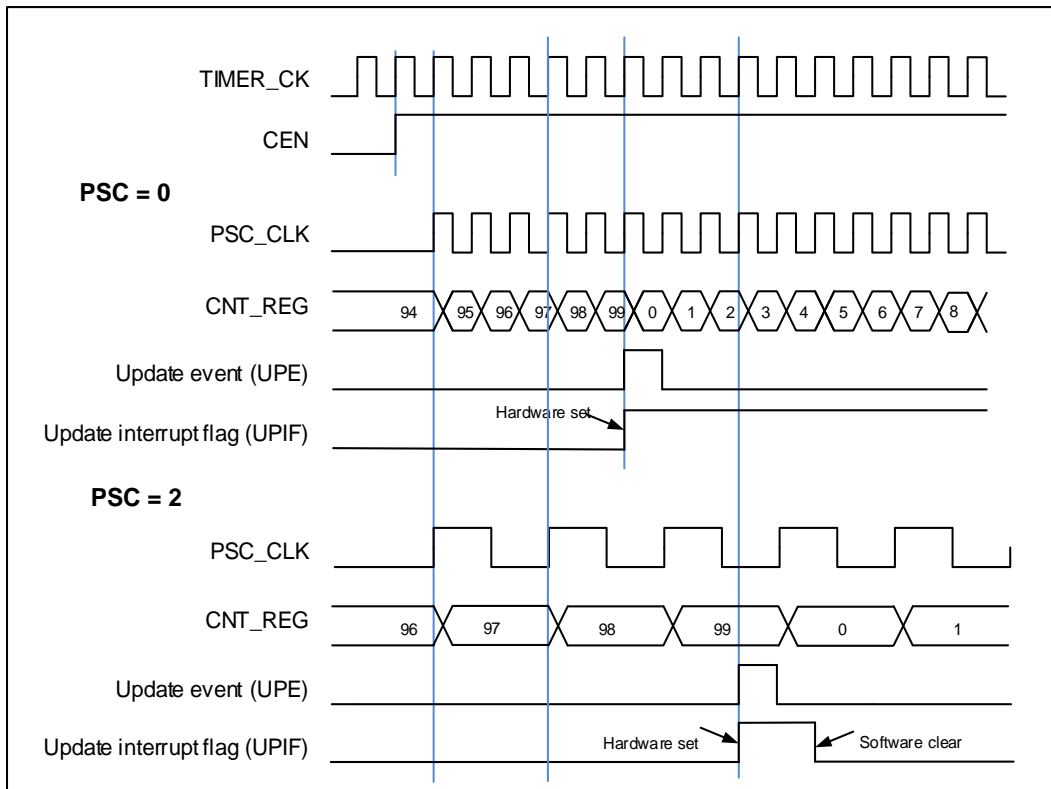 TIMER_CK
CEN
PSC = 0
PSC_CLK
CNT_REG 94 95 96 97 98 99 0 1 2 3 4 5 6 7 8
Update event (UPE)
Hardware set
Update interrupt flag (UPIF)
PSC = 2
PSC_CLK
CNT_REG 96 97 98 99 0 1
Update event (UPE)
Update interrupt flag (UPIF) Hardware set Software clear